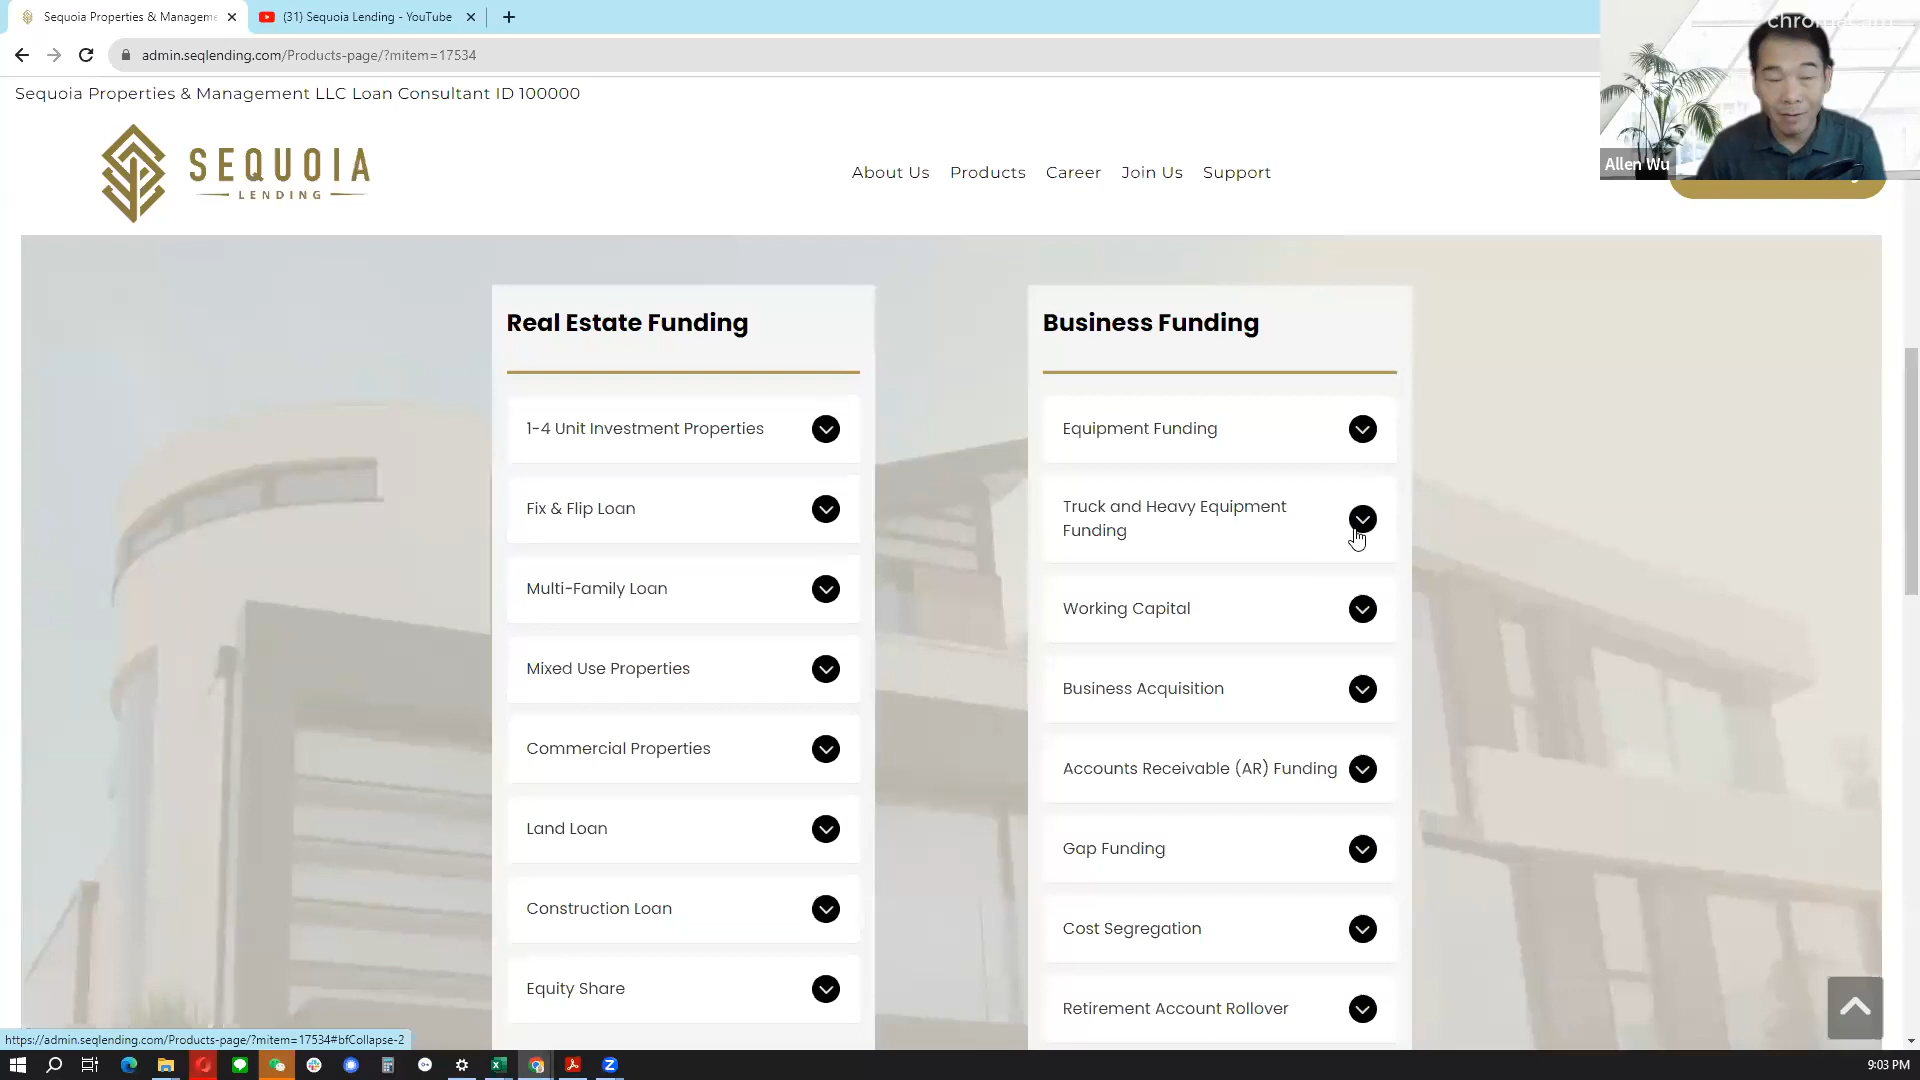 Sequoia Properties & Manageme
(31) Sequoia Lending - YouTube
admin.seqlending.com/Products-page/?mitem=17534
Sequoia Properties & Management LLC Loan Consultant ID 100000
SEQUOIA
LENDING
About Us
Products
Career
Join Us
Support
Allen Wu
Real Estate Funding
1-4 Unit Investment Properties
Fix & Flip Loan
Multi-Family Loan
Mixed Use Properties
Commercial Properties
Land Loan
Construction Loan
Equity Share
Business Funding
Equipment Funding
Truck and Heavy Equipment
Funding
Working Capital
Business Acquisition
Accounts Receivable (AR) Funding
Gap Funding
Cost Segregation
Retirement Account Rollover
https://admin.seqlending.com/Products-page/?mitem=17534#bfCollapse-2
9:03 PM